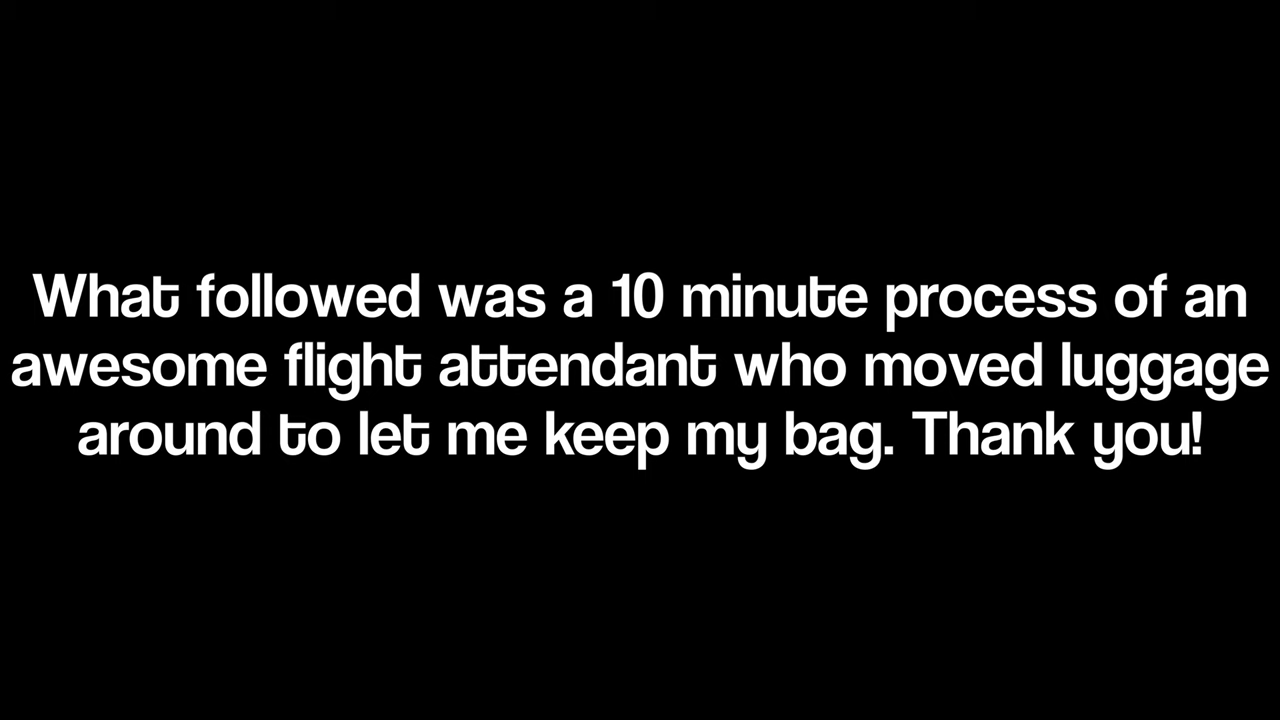 What followed was a 10 minute process of an
awesome flight attendant who moved luggage
around to let me keep my bag. Thank you!